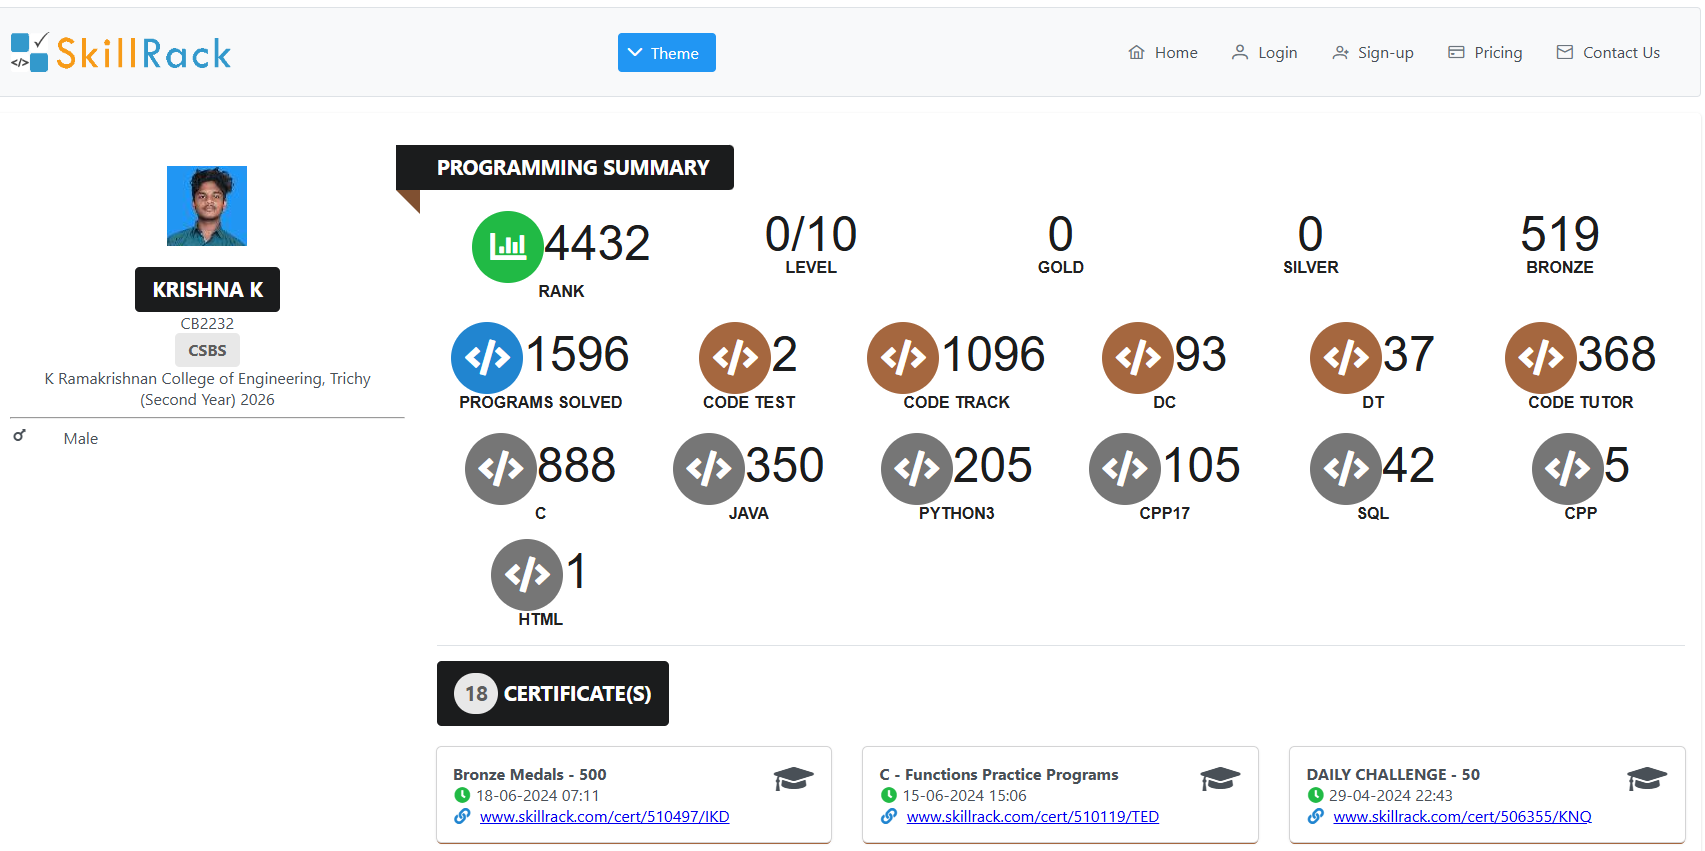 SkillRack
Theme
Home
Login
Sign-up
Pricing
Contact Us
KRISHNA K
CB2232
CSBS
K Ramakrishnan College of Engineering, Trichy
(Second Year) 2026
Male
PROGRAMMING SUMMARY
4432
RANK
0/10
LEVEL
0
GOLD
0
SILVER
519
BRONZE
1596
PROGRAMS SOLVED
2
CODE TEST
1096
CODE TRACK
93
DC
37
DT
368
CODE TUTOR
888
C
350
JAVA
205
PYTHON3
105
CPP17
42
SQL
5
CPP
1
HTML
18 CERTIFICATE(S)
Bronze Medals - 500
18-06-2024 07:11
www.skillrack.com/cert/510497/IKD
C - Functions Practice Programs
15-06-2024 15:06
www.skillrack.com/cert/510119/TED
DAILY CHALLENGE - 50
29-04-2024 22:43
www.skillrack.com/cert/506355/KNQ